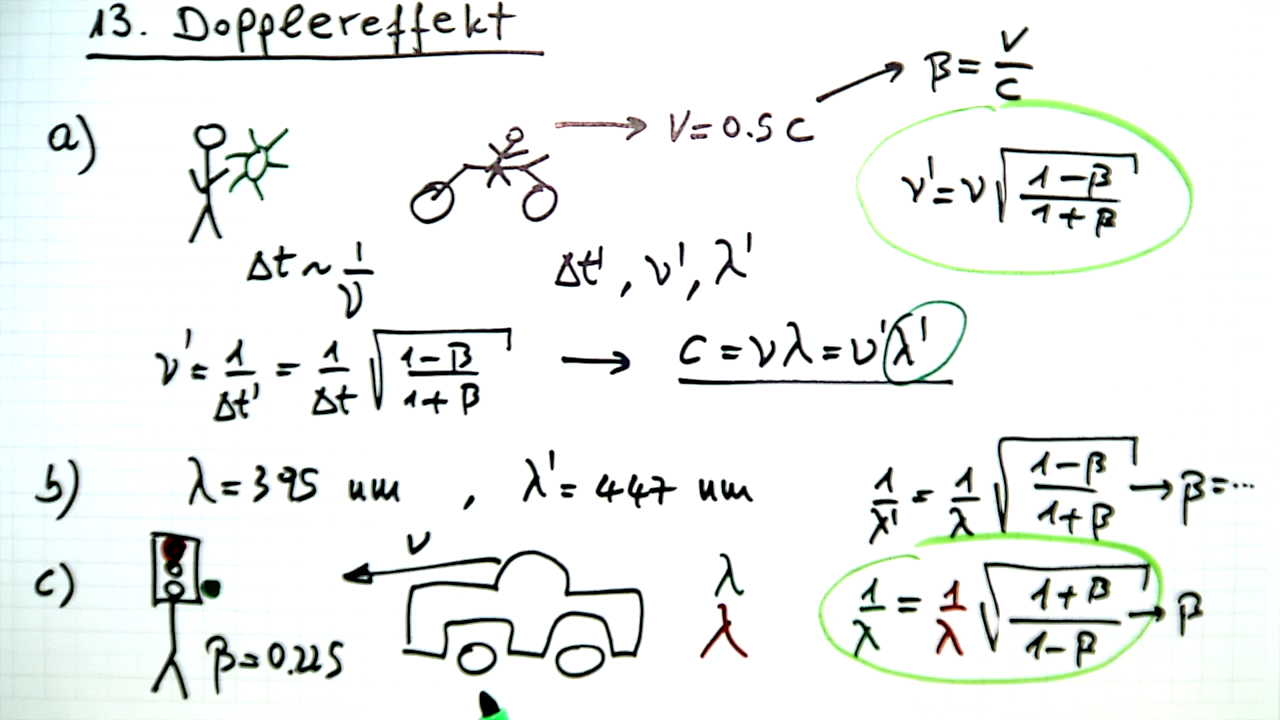 13. Dopplereffekt
β = v/c
a) → v = 0.5 c
ν' = ν √((1-β)/(1+β))
Δt ~ 1/ν Δt', ν', λ'
ν' = 1/Δt' = 1/Δt √((1-β)/(1+β)) → c = νλ = ν'λ'
b) λ = 395 nm , λ' = 447 nm 1/λ' = 1/λ √((1-β)/(1+β)) → β = ...
c) v λ 1/λ = 1/λ √((1+β)/(1-β)) → β
β = 0.225 λ